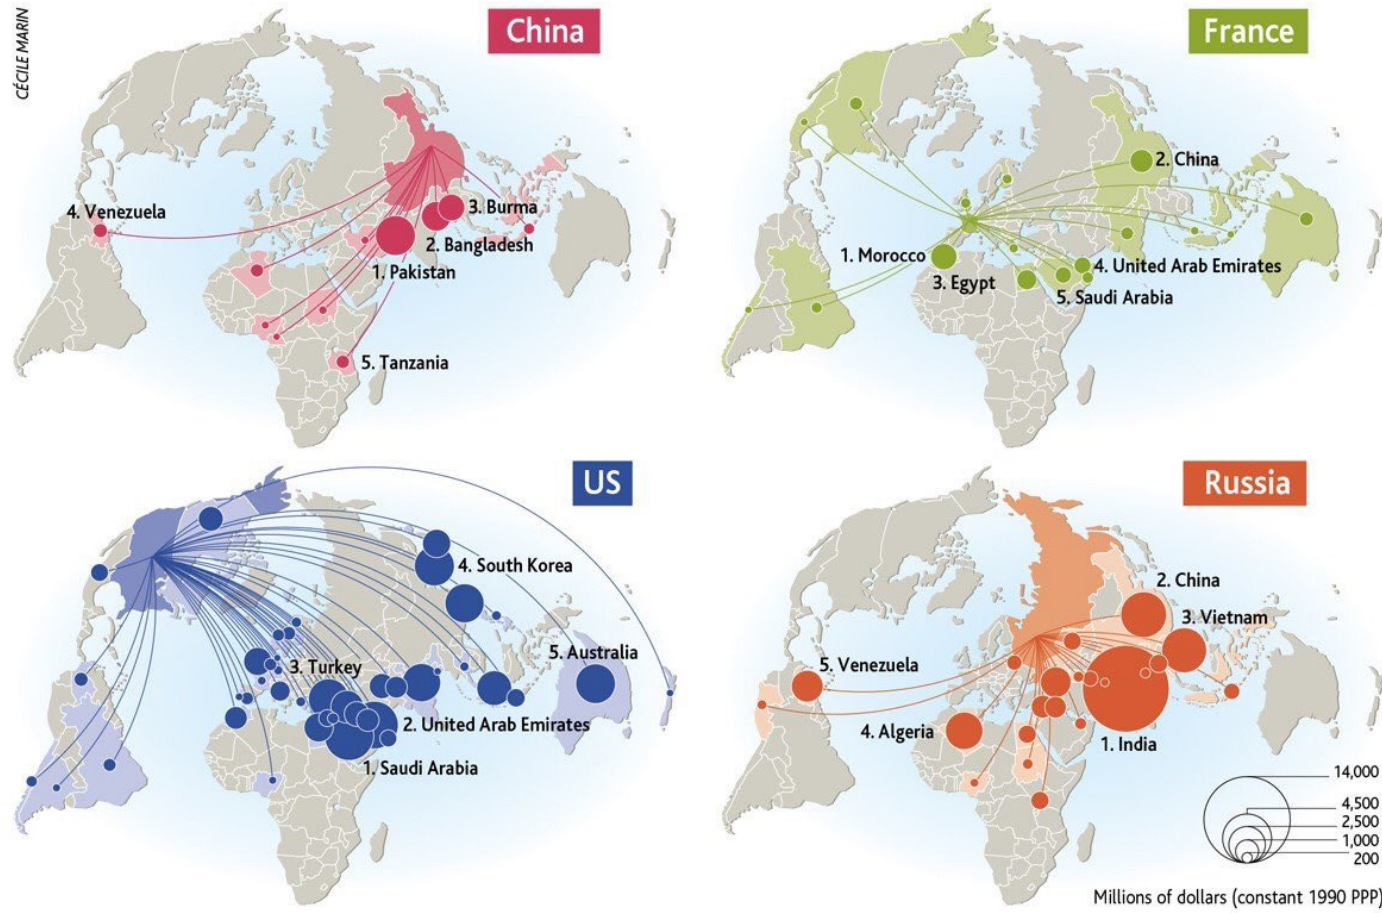 CÉCILE MARIN
China
4. Venezuela
3. Burma
2. Bangladesh
1. Pakistan
5. Tanzania
France
2. China
1. Morocco
4. United Arab Emirates
3. Egypt
5. Saudi Arabia
US
4. South Korea
5. Australia
3. Turkey
2. United Arab Emirates
1. Saudi Arabia
Russia
2. China
3. Vietnam
5. Venezuela
4. Algeria
1. India
14,000
4,500
2,500
1,000
200
Millions of dollars (constant 1990 PPP)